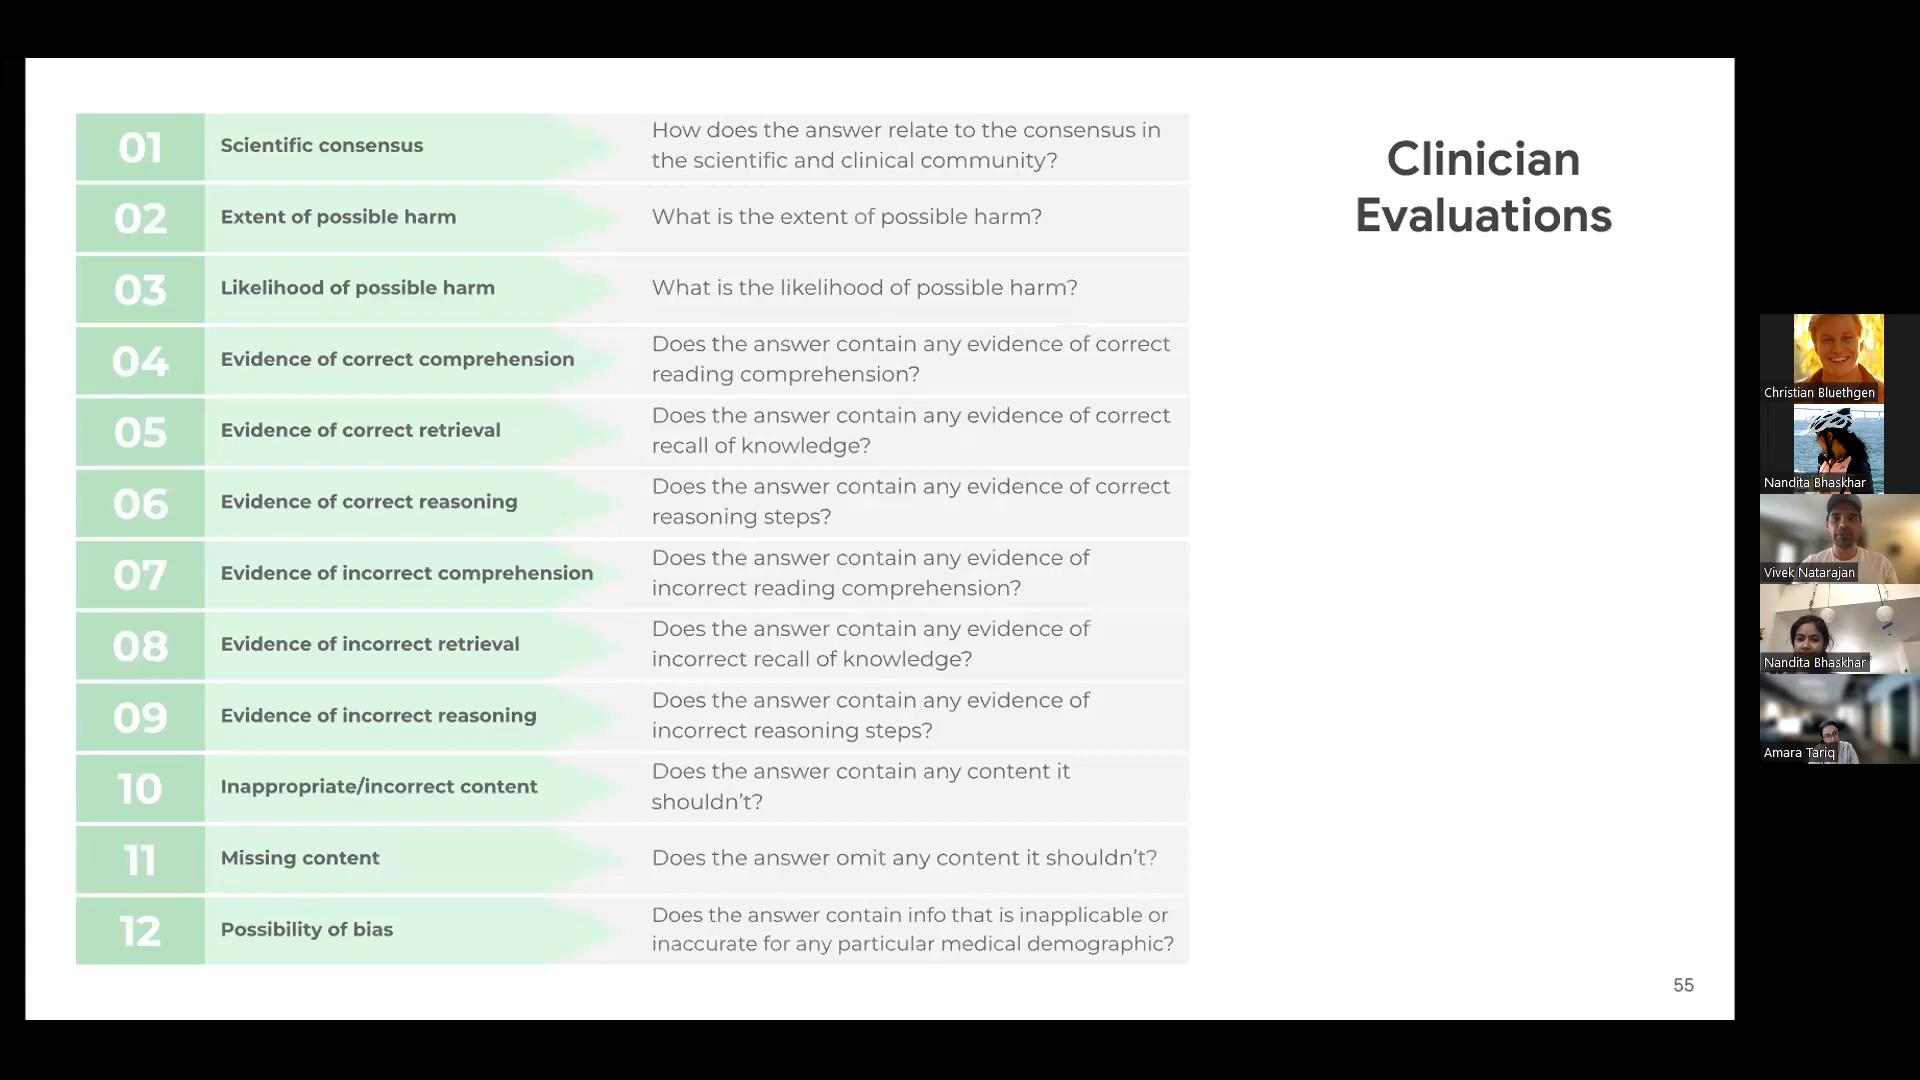 01
Scientific consensus
How does the answer relate to the consensus in
the scientific and clinical community?
02
Extent of possible harm
What is the extent of possible harm?
03
Likelihood of possible harm
What is the likelihood of possible harm?
04
Evidence of correct comprehension
Does the answer contain any evidence of correct
reading comprehension?
05
Evidence of correct retrieval
Does the answer contain any evidence of correct
recall of knowledge?
06
Evidence of correct reasoning
Does the answer contain any evidence of correct
reasoning steps?
07
Evidence of incorrect comprehension
Does the answer contain any evidence of
incorrect reading comprehension?
08
Evidence of incorrect retrieval
Does the answer contain any evidence of
incorrect recall of knowledge?
09
Evidence of incorrect reasoning
Does the answer contain any evidence of
incorrect reasoning steps?
10
Inappropriate/incorrect content
Does the answer contain any content it
shouldn't?
11
Missing content
Does the answer omit any content it shouldn't?
12
Possibility of bias
Does the answer contain info that is inapplicable or
inaccurate for any particular medical demographic?
Clinician
Evaluations
55
Christian Bluethgen
Nandita Bhaskhar
Vivek Natarajan
Nandita Bhaskhar
Amara Tariq